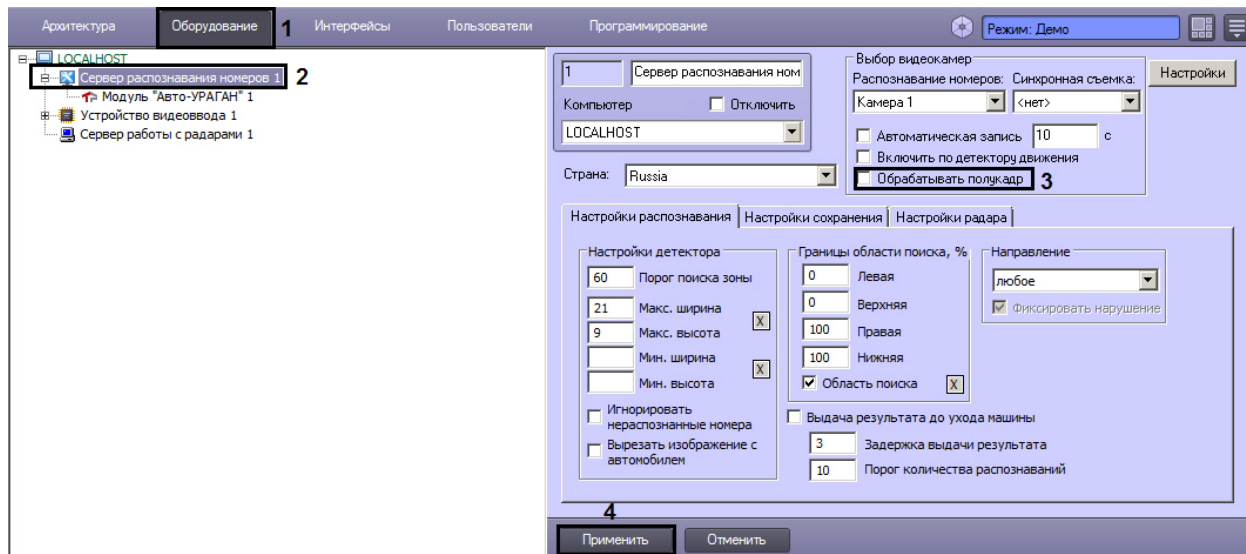 Архитектура Оборудование 1 Интерфейсы Пользователи Программирование Режим: Демо
LOCALHOST
Сервер распознавания номеров 1 2
Модуль "Авто-УРАГАН" 1
Устройство видеоввода 1
Сервер работы с радарами 1
1 Сервер распознавания ном
Компьютер Отключить
LOCALHOST
Страна: Russia
Выбор видеокамер
Распознавание номеров: Синхронная съемка:
Камера 1 <нет>
Автоматическая запись 10 с
Включить по детектору движения
Обрабатывать полукадр 3
Настройки
Настройки распознавания Настройки сохранения Настройки радара
Настройки детектора
60 Порог поиска зоны
21 Макс. ширина
9 Макс. высота
X
Мин. ширина
Мин. высота
X
Игнорировать
нераспознанные номера
Вырезать изображение с
автомобилем
Границы области поиска, %
0 Левая
0 Верхняя
100 Правая
100 Нижняя
Область поиска X
Направление
любое
Фиксировать нарушение
Выдача результата до ухода машины
3 Задержка выдачи результата
10 Порог количества распознаваний
4
Применить Отменить